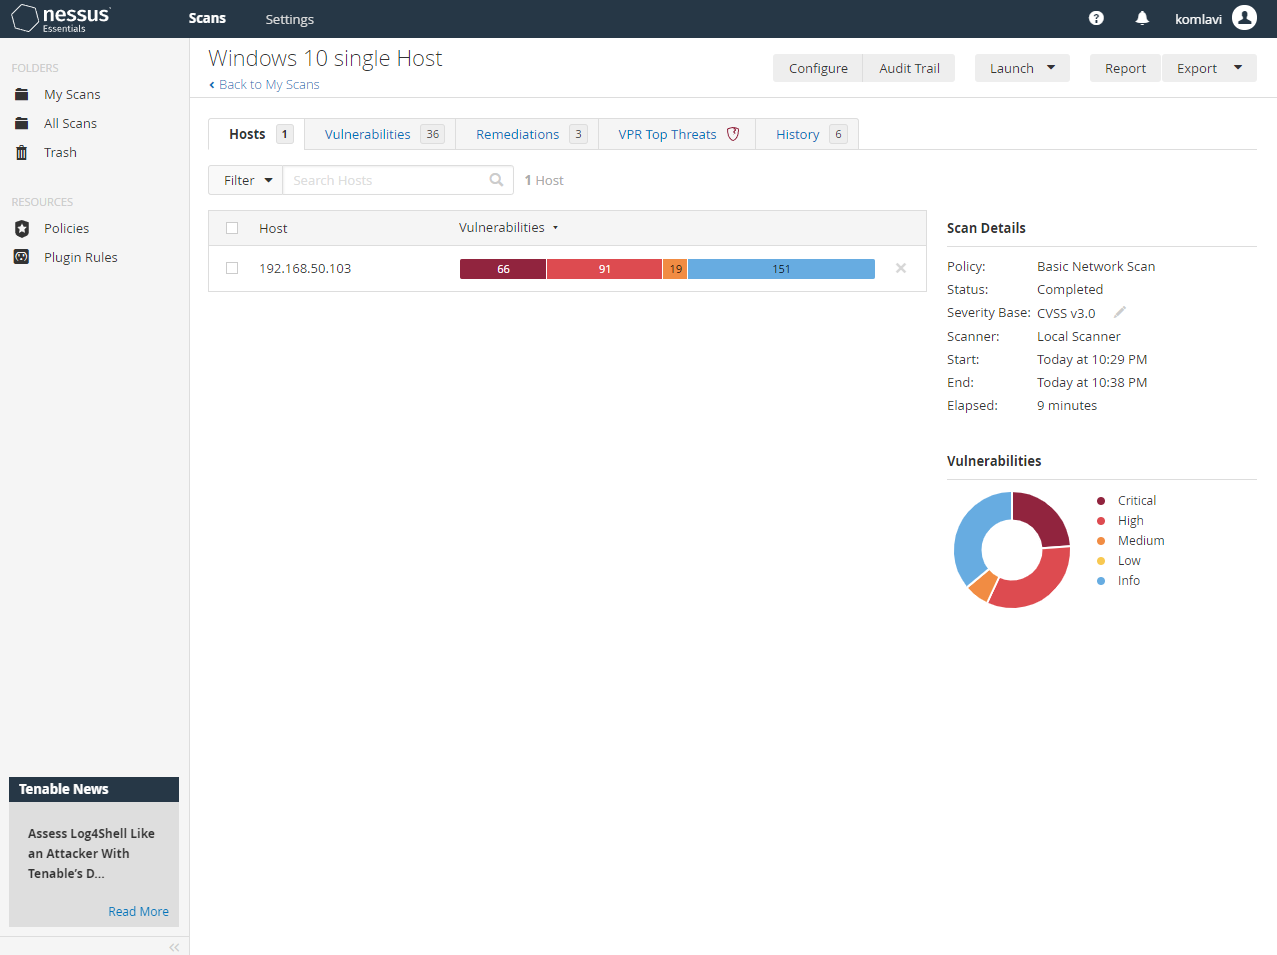 nessus
Essentials
Scans
Settings
komlavi
FOLDERS
My Scans
All Scans
Trash
RESOURCES
Policies
Plugin Rules
Tenable News
Assess Log4Shell Like
an Attacker With
Tenable's D...
Read More
Windows 10 single Host
Back to My Scans
Configure
Audit Trail
Launch
Report
Export
Hosts 1
Vulnerabilities 36
Remediations 3
VPR Top Threats
History 6
Filter
Search Hosts
1 Host
Host
Vulnerabilities
192.168.50.103
66
91
19
151
Scan Details
Policy: Basic Network Scan
Status: Completed
Severity Base: CVSS v3.0
Scanner: Local Scanner
Start: Today at 10:29 PM
End: Today at 10:38 PM
Elapsed: 9 minutes
Vulnerabilities
Critical
High
Medium
Low
Info